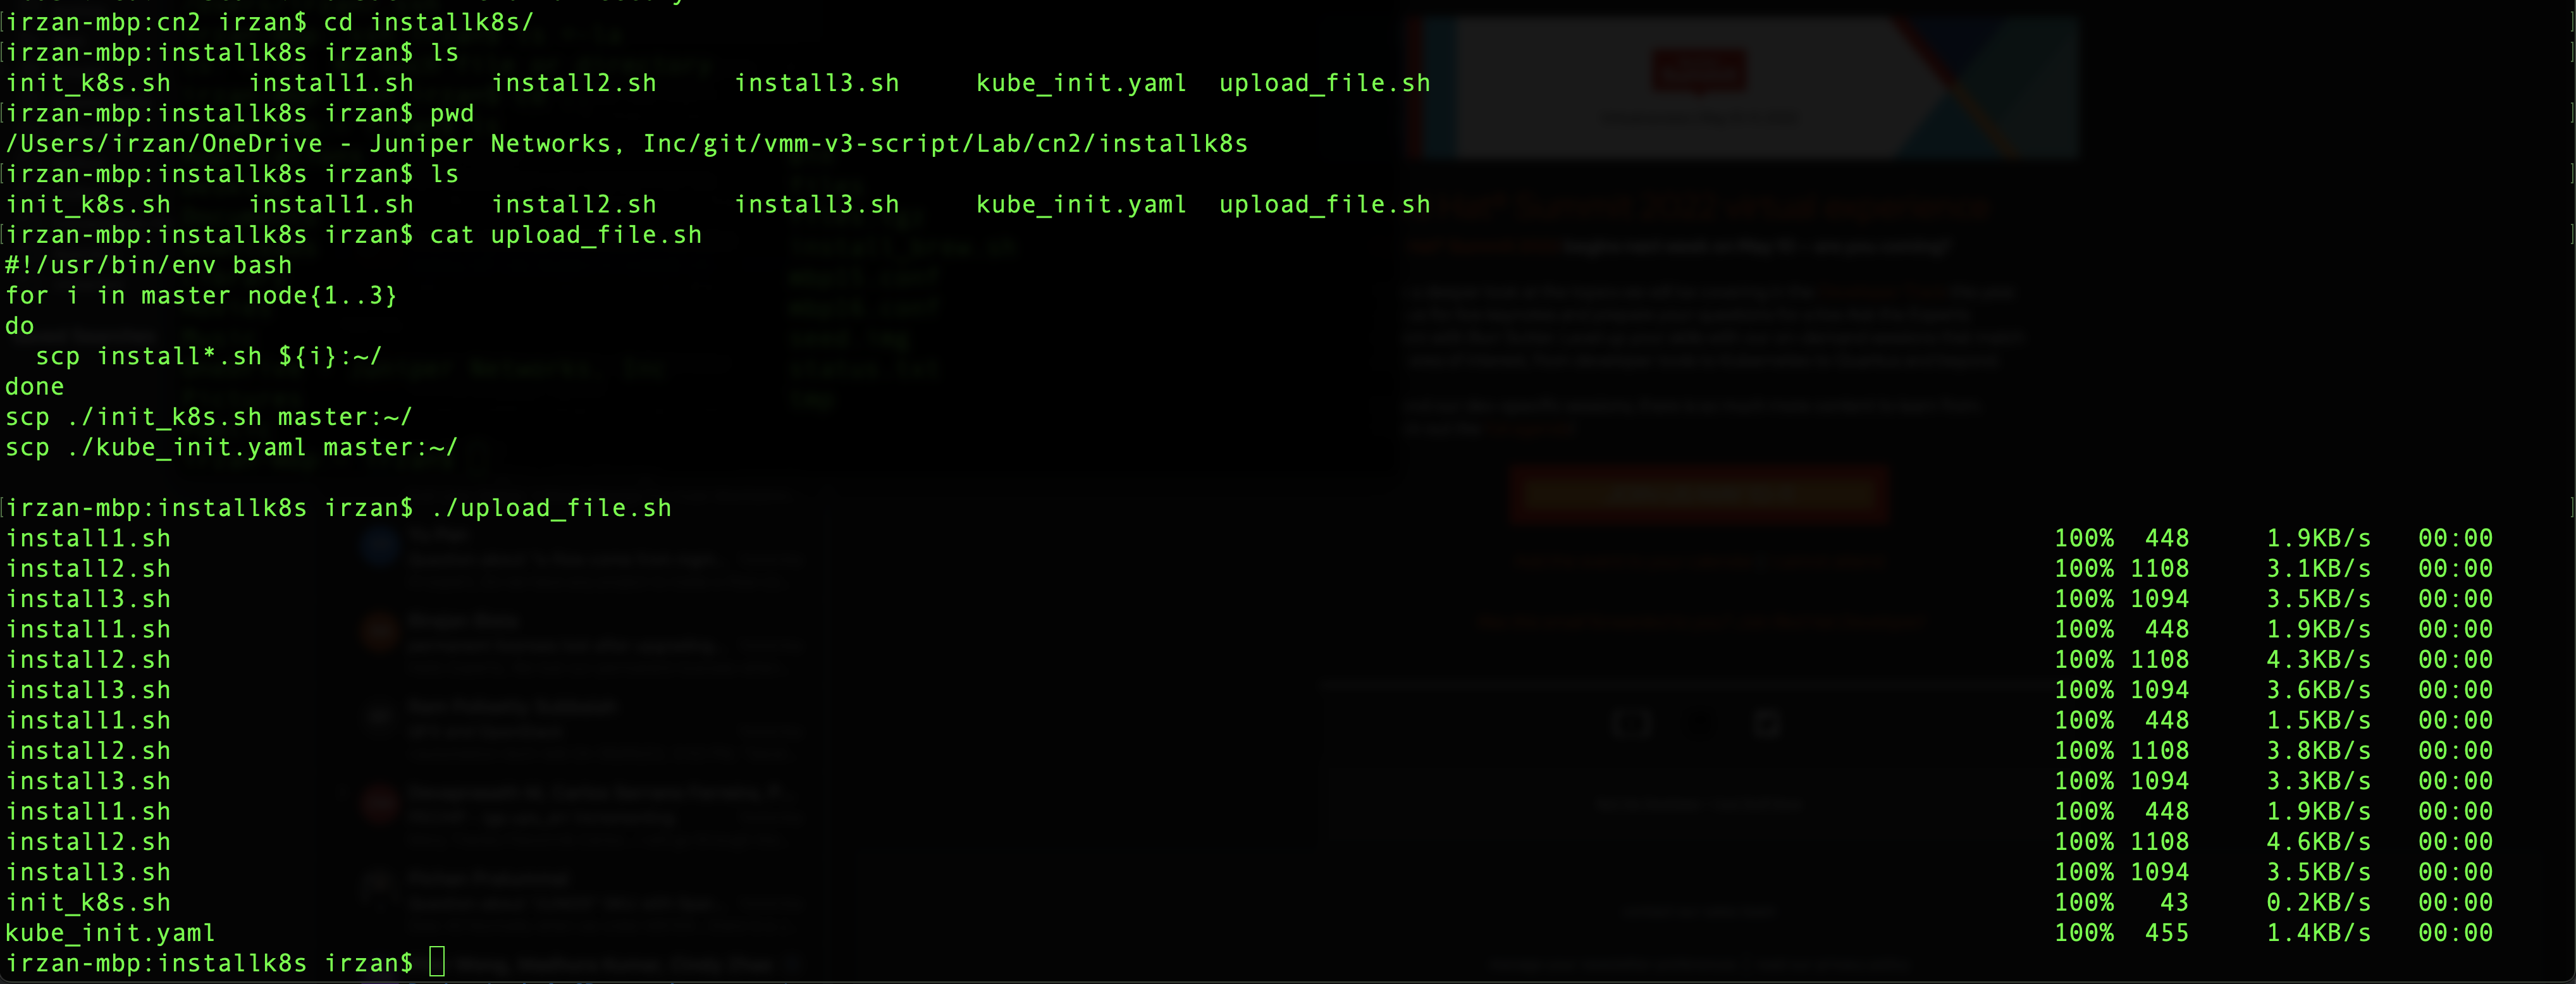 irzan-mbp:cn2 irzan$ cd installk8s/
irzan-mbp:installk8s irzan$ ls
init_k8s.sh     install1.sh     install2.sh     install3.sh     kube_init.yaml  upload_file.sh
irzan-mbp:installk8s irzan$ pwd
/Users/irzan/OneDrive - Juniper Networks, Inc/git/vmm-v3-script/Lab/cn2/installk8s
irzan-mbp:installk8s irzan$ ls
init_k8s.sh     install1.sh     install2.sh     install3.sh     kube_init.yaml  upload_file.sh
irzan-mbp:installk8s irzan$ cat upload_file.sh
#!/usr/bin/env bash
for i in master node{1..3}
do
  scp install*.sh ${i}:~/
done
scp ./init_k8s.sh master:~/
scp ./kube_init.yaml master:~/
irzan-mbp:installk8s irzan$ ./upload_file.sh
install1.sh 100%  448     1.9KB/s   00:00
install2.sh 100% 1108     3.1KB/s   00:00
install3.sh 100% 1094     3.5KB/s   00:00
install1.sh 100%  448     1.9KB/s   00:00
install2.sh 100% 1108     4.3KB/s   00:00
install3.sh 100% 1094     3.6KB/s   00:00
install1.sh 100%  448     1.5KB/s   00:00
install2.sh 100% 1108     3.8KB/s   00:00
install3.sh 100% 1094     3.3KB/s   00:00
install1.sh 100%  448     1.9KB/s   00:00
install2.sh 100% 1108     4.6KB/s   00:00
install3.sh 100% 1094     3.5KB/s   00:00
init_k8s.sh 100%   43     0.2KB/s   00:00
kube_init.yaml 100%  455     1.4KB/s   00:00
irzan-mbp:installk8s irzan$